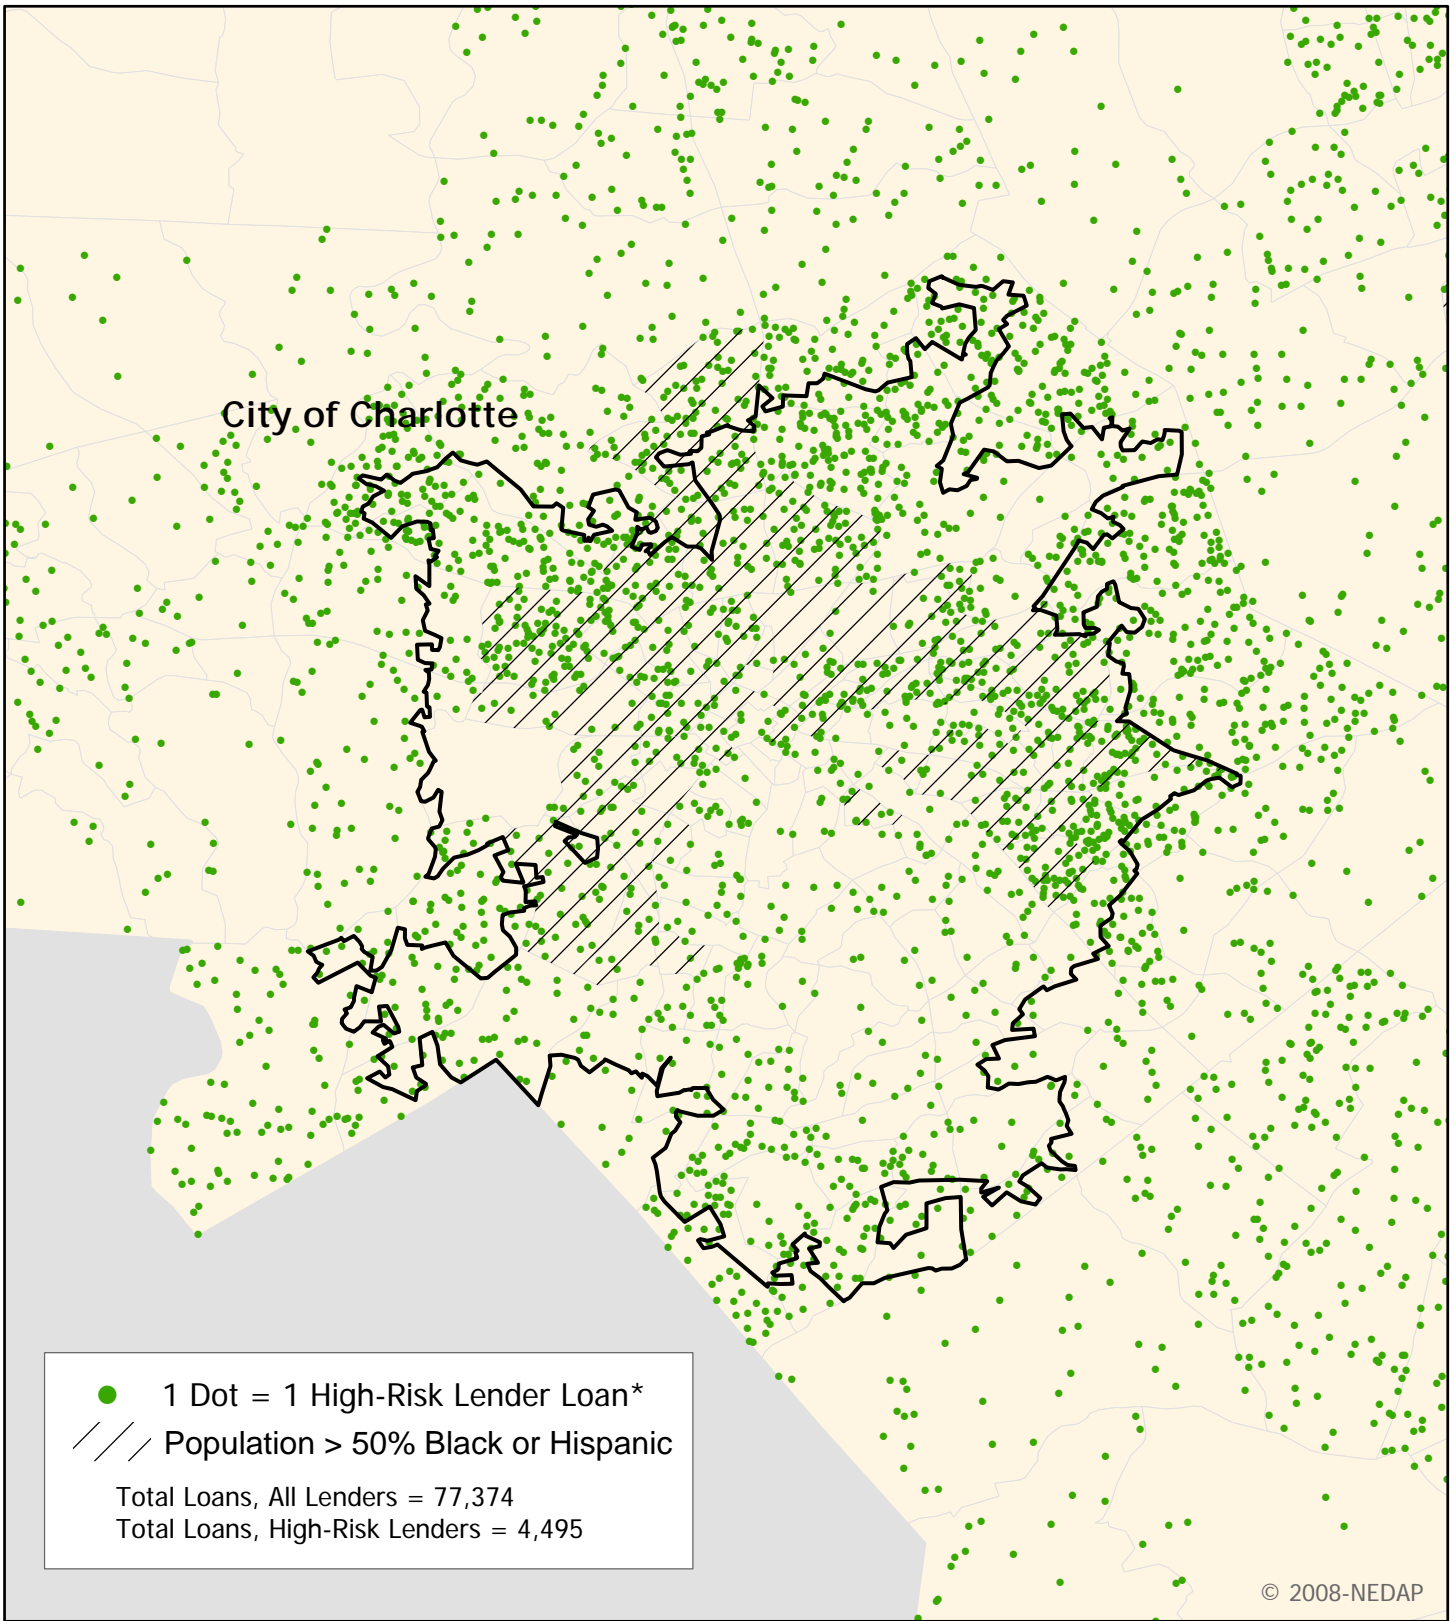 City of Charlotte
1 Dot = 1 High-Risk Lender Loan*
Population > 50% Black or Hispanic
Total Loans, All Lenders = 77,374
Total Loans, High-Risk Lenders = 4,495
© 2008-NEDAP